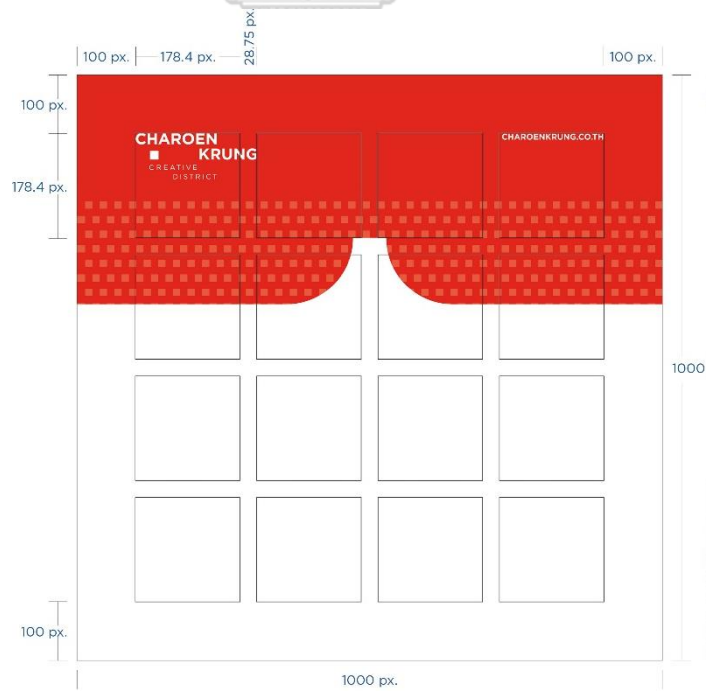 28.75 px.
100 px.
178.4 px.
100 px.
100 px.
CHAROEN
KRUNG
CREATIVE
DISTRICT
CHAROENKRUNG.CO.TH
178.4 px.
1000
100 px.
1000 px.